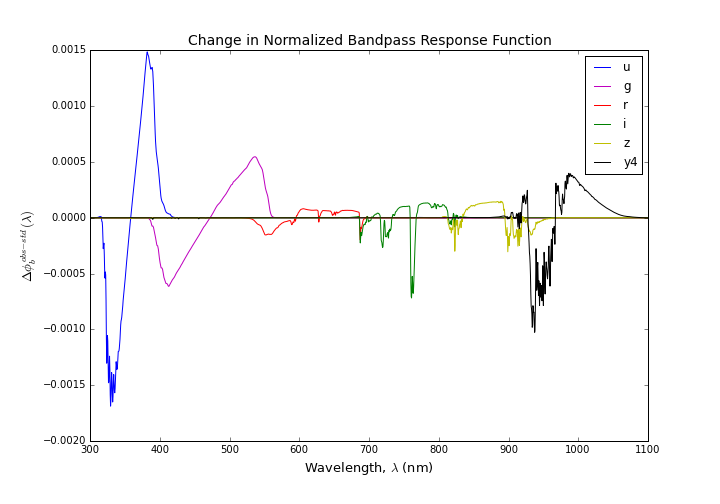 Change in Normalized Bandpass Response Function
0.0015
0.0010
0.0005
0.0000
−0.0005
−0.0010
−0.0015
−0.0020
Δϕ_b^{obs−std}(λ)
u
g
r
i
z
y4
300 400 500 600 700 800 900 1000 1100
Wavelength, λ (nm)